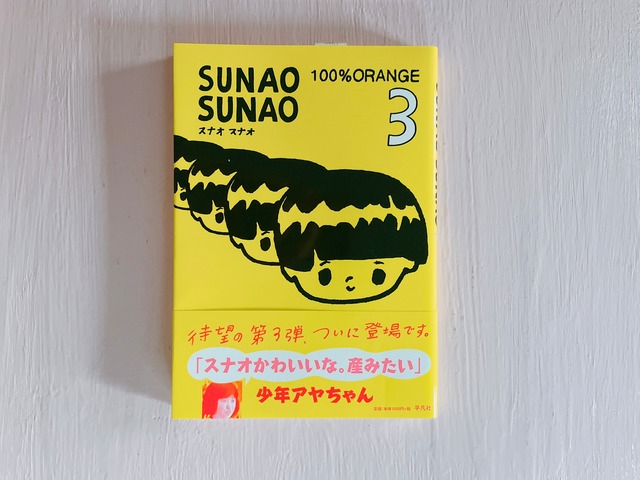 SUNAO
SUNAO
スナオ スナオ
100%ORANGE
3
待望の第3弾、ついに登場です。
「スナオかわいいな。産みたい」
少年アヤちゃん
平凡社